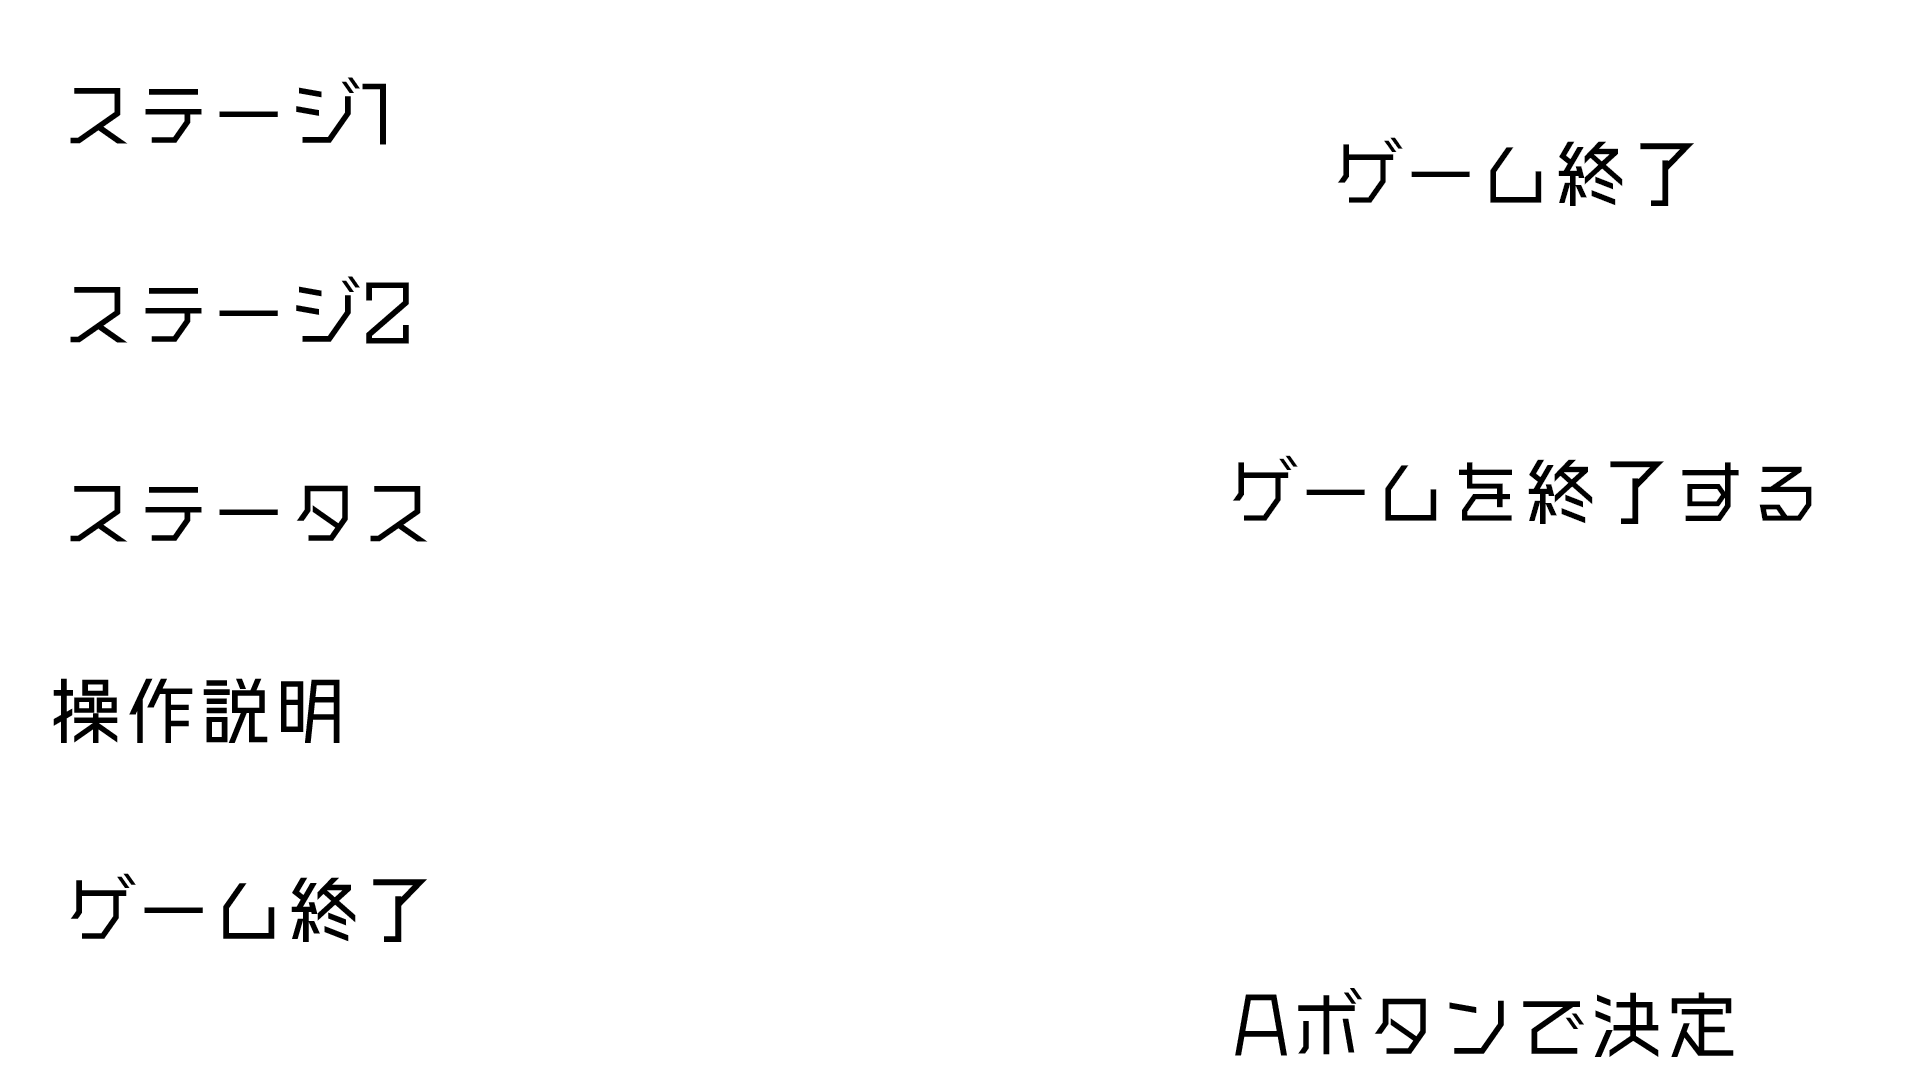 ステージ1
ステージ2
ステータス
操作説明
ゲーム終了
ゲーム終了
ゲームを終了する
Aボタンで決定